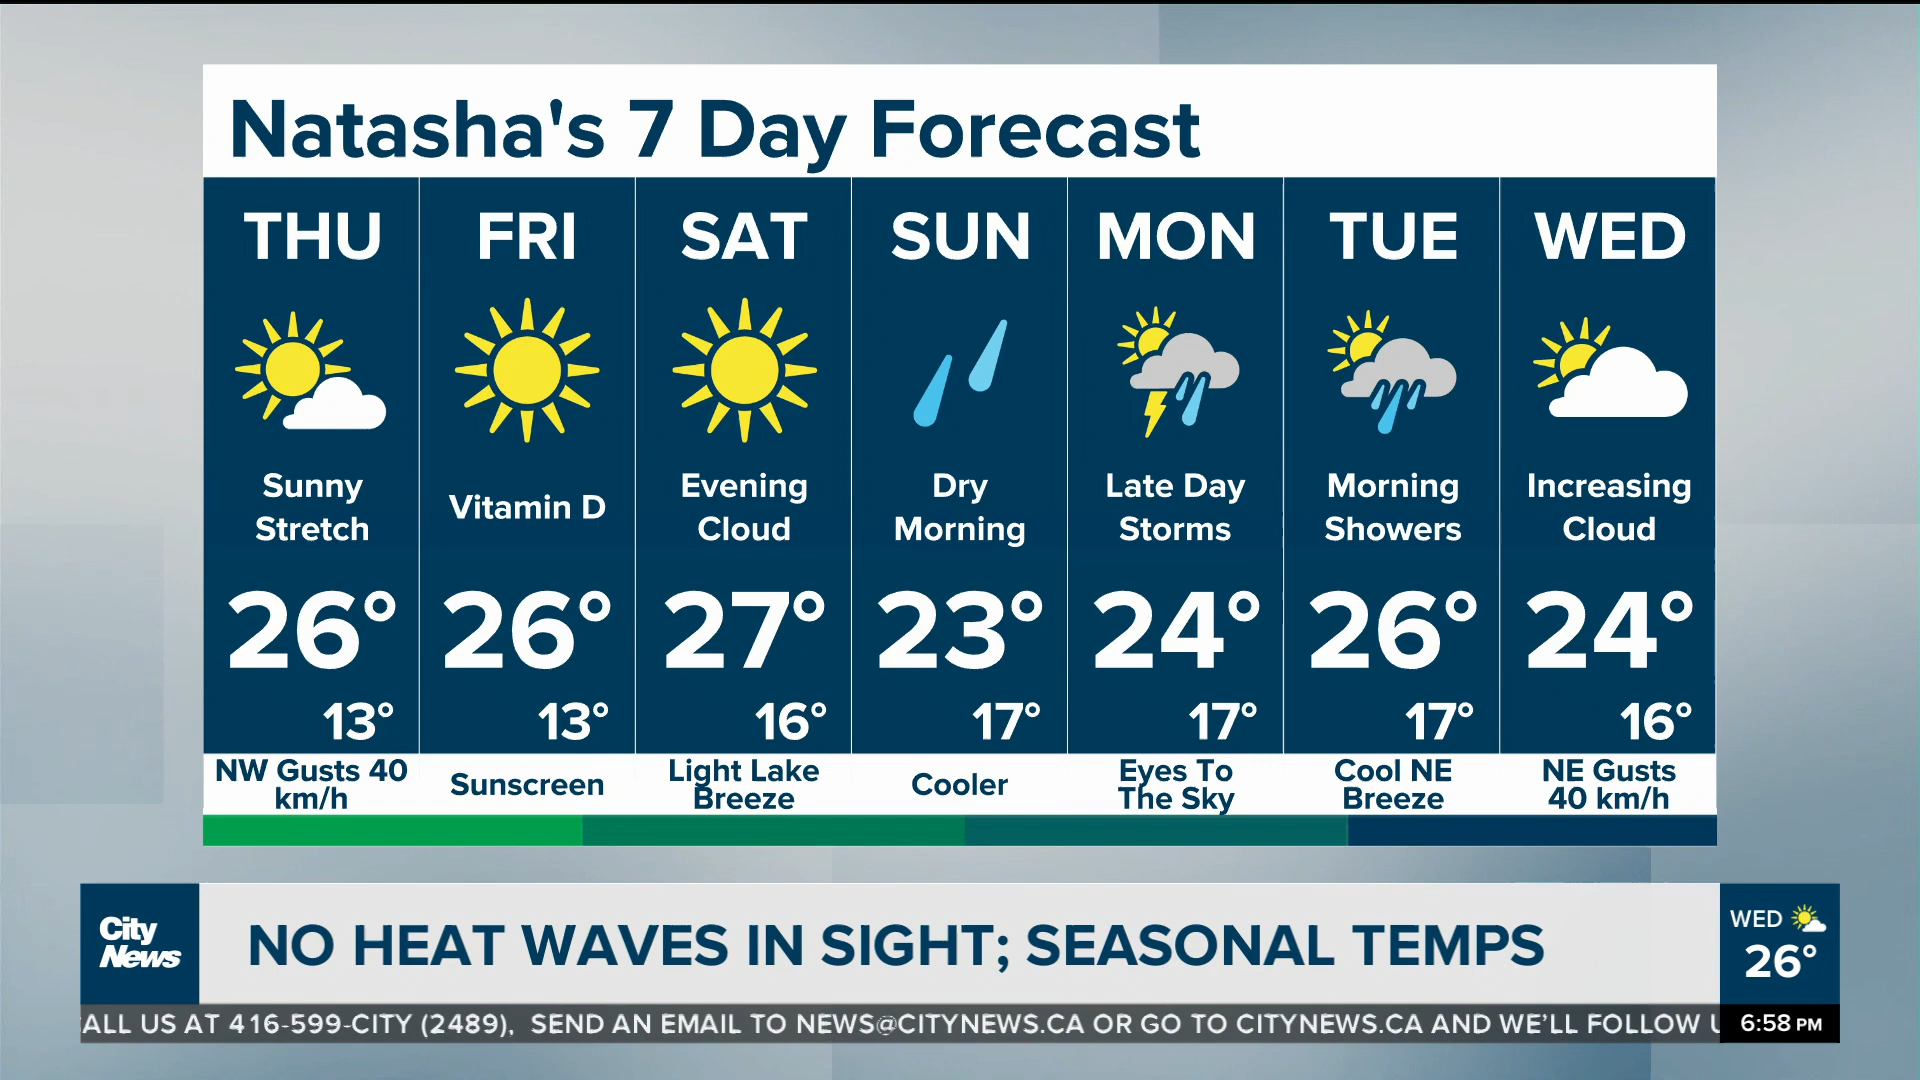 Natasha's 7 Day Forecast
THU FRI SAT SUN MON TUE WED
Sunny
Stretch
Vitamin D
Evening
Cloud
Dry
Morning
Late Day
Storms
Morning
Showers
Increasing
Cloud
26° 26° 27° 23° 24° 26° 24°
13° 13° 16° 17° 17° 17° 16°
NW Gusts 40
km/h
Sunscreen
Light Lake
Breeze
Cooler
Eyes To
The Sky
Cool NE
Breeze
NE Gusts
40 km/h
City
News
NO HEAT WAVES IN SIGHT; SEASONAL TEMPS
WED
26°
ALL US AT 416-599-CITY (2489), SEND AN EMAIL TO NEWS@CITYNEWS.CA OR GO TO CITYNEWS.CA AND WE'LL FOLLOW
6:58 PM